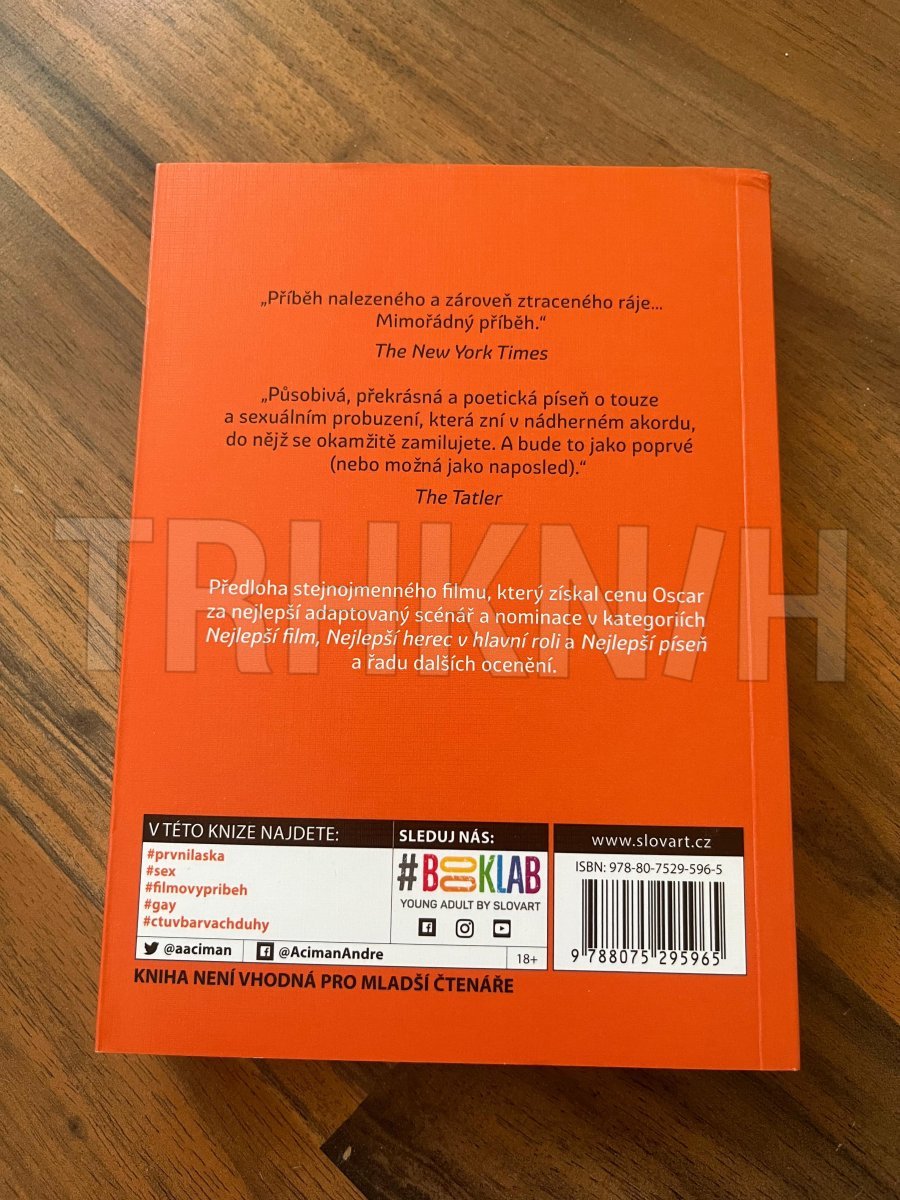 „Příběh nalezeného a zároveň ztraceného ráje...
Mimořádný příběh.“
The New York Times
„Působivá, překrásná a poetická píseň o touze
a sexuálním probuzení, která zní v nádherném akordu,
do nějž se okamžitě zamilujete. A bude to jako poprvé
(nebo možná jako naposled).“
The Tatler
TRHKNIH
Předloha stejnojmenného filmu, který získal cenu Oscar
za nejlepší adaptovaný scénář a nominace v kategoriích
Nejlepší film, Nejlepší herec v hlavní roli a Nejlepší píseň
a řadu dalších ocenění.
V TÉTO KNIZE NAJDETE:
#prvnilaska
#sex
#filmovypribeh
#gay
#ctuvbarvachduhy
@aaciman
@AcimanAndre
SLEDUJ NÁS:
#BOOKLAB
YOUNG ADULT BY SLOVART
18+
www.slovart.cz
ISBN: 978-80-7529-596-5
9 788075 295965
KNIHA NENÍ VHODNÁ PRO MLADŠÍ ČTENÁŘE